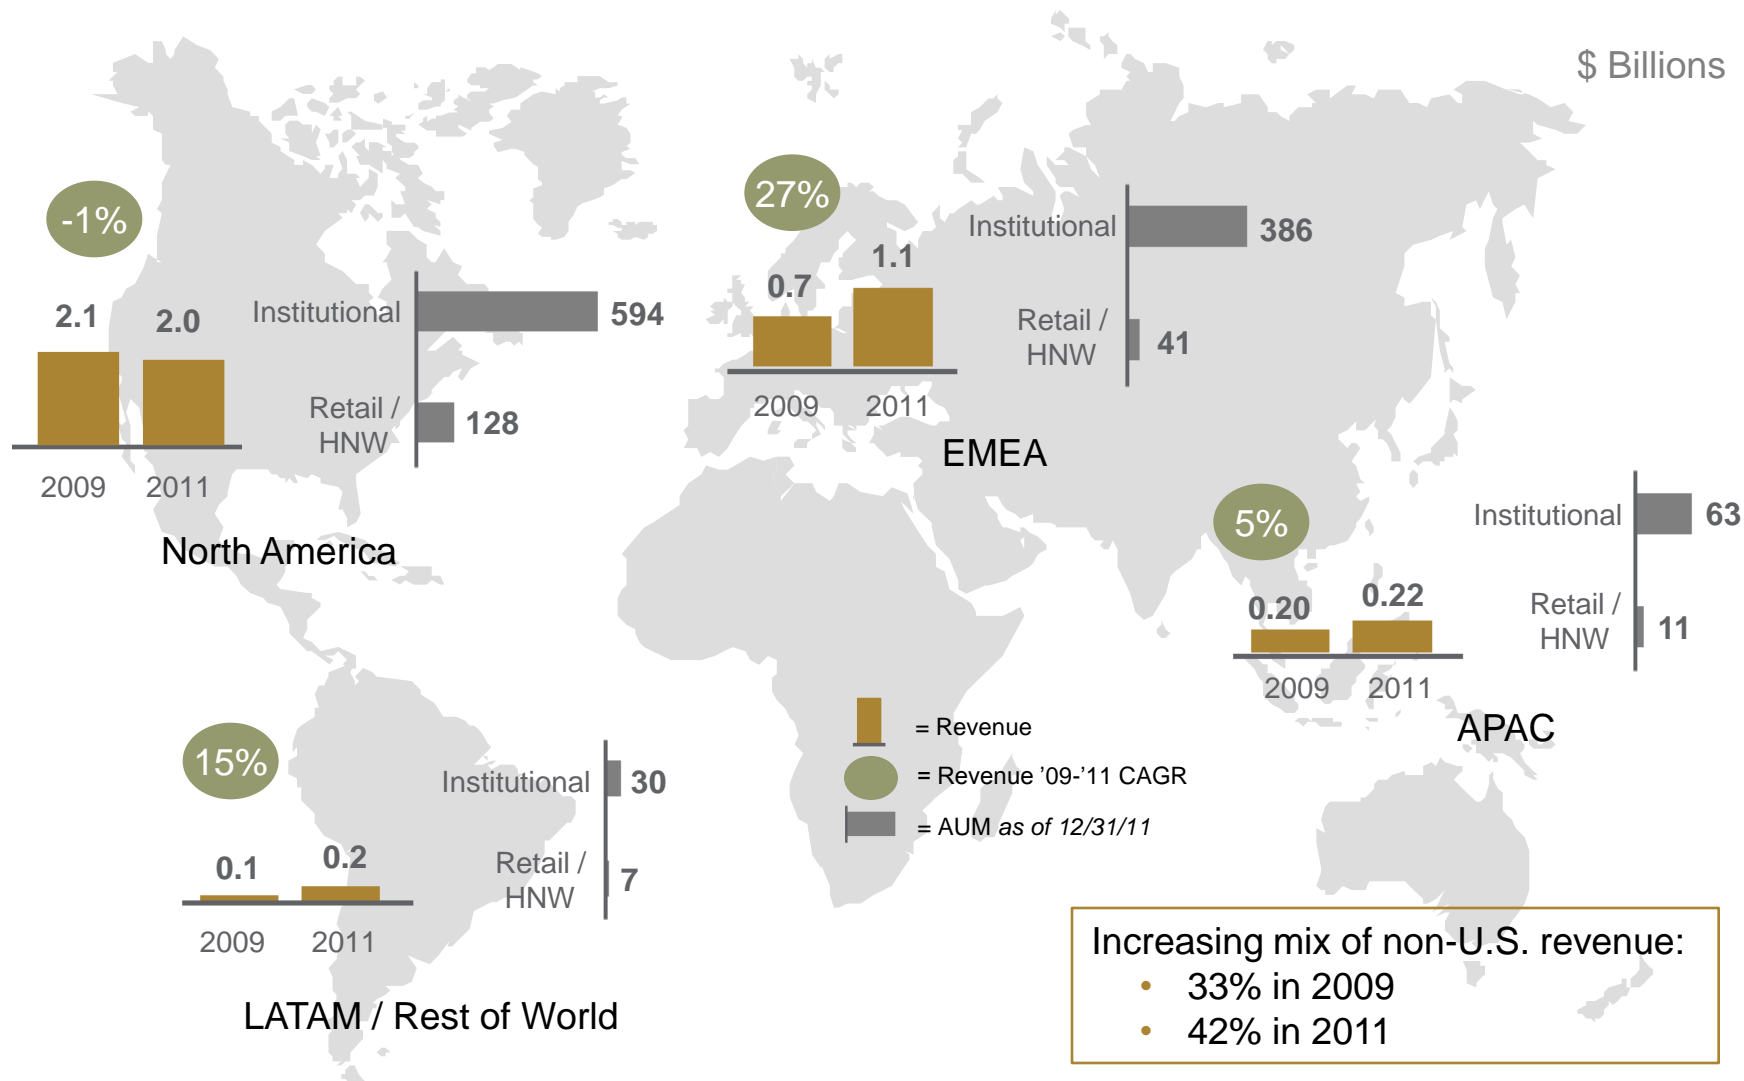 $ Billions
-1%
2.1
2.0
2009
2011
Institutional
594
Retail /
HNW
128
North America
27%
0.7
1.1
2009
2011
Institutional
386
Retail /
HNW
41
EMEA
5%
0.20
0.22
2009
2011
Institutional
63
Retail /
HNW
11
APAC
15%
0.1
0.2
2009
2011
Institutional
30
Retail /
HNW
7
LATAM / Rest of World
= Revenue
= Revenue ’09-’11 CAGR
= AUM as of 12/31/11
Increasing mix of non-U.S. revenue:
• 33% in 2009
• 42% in 2011